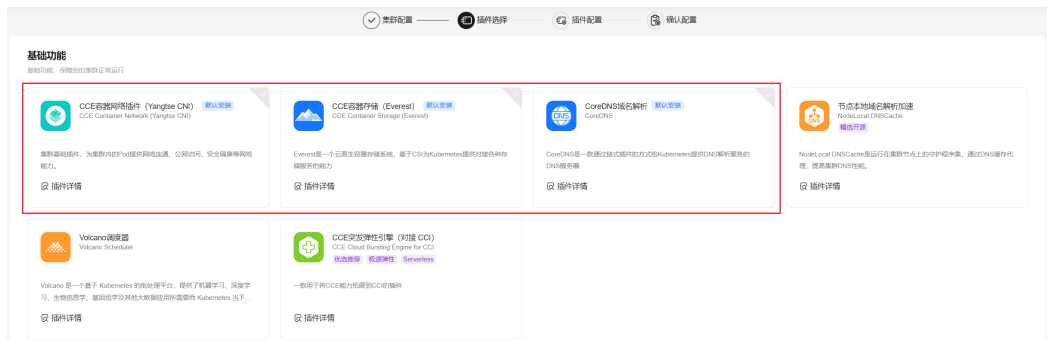 集群配置 插件选择 插件配置 确认配置
基础功能
基础功能，保障您的集群正常运行
CCE容器网络插件（Yangtse CNI） 默认安装
CCE Container Network (Yangtse CNI)
集群基础插件，为集群内的Pod提供网络连通、公网访问、安全隔离等网络
能力。
插件详情
CCE容器存储（Everest） 默认安装
CCE Container Storage (Everest)
Everest是一个云原生容器存储系统，基于CSI为Kubernetes提供对接各种存
储服务的能力
插件详情
CoreDNS域名解析 默认安装
CoreDNS
DNS
CoreDNS是一款通过链式插件的方式给Kubernetes提供DNS解析服务的
DNS服务器
插件详情
节点本地域名解析加速
NodeLocal DNSCache
精选开源
DNS
NodeLocal DNSCache是运行在集群节点上的守护程序集，通过DNS缓存代
理，提高集群DNS性能。
插件详情
Volcano调度器
Volcano Scheduler
Volcano 是一个基于 Kubernetes 的批处理平台，提供了机器学习、深度学
习、生物信息学、基因组学及其他大数据应用所需要而 Kubernetes 当下...
插件详情
CCE突发弹性引擎（对接 CCI）
CCE Cloud Bursting Engine for CCI
优选推荐 极速弹性 Serverless
一款用于将CCE能力拓展到CCI的插件
插件详情